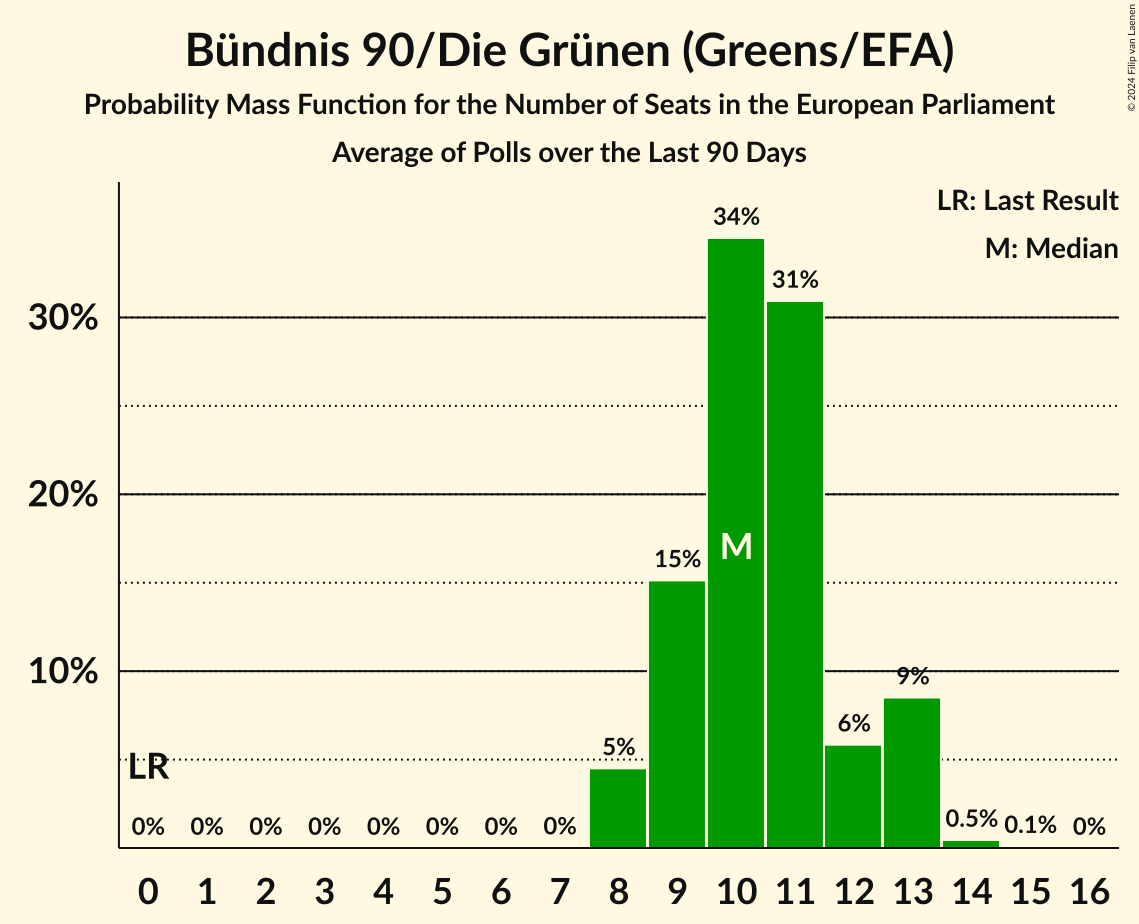 Bündnis 90/Die Grünen (Greens/EFA)
Probability Mass Function for the Number of Seats in the European Parliament
Average of Polls over the Last 90 Days
© 2024 Filip van Laenen
LR: Last Result
M: Median
34%
31%
30%
20%
15%
M
10%
9%
6%
5%
LR
0% 0% 0% 0% 0% 0% 0% 0% 0.5% 0.1% 0%
0 1 2 3 4 5 6 7 8 9 10 11 12 13 14 15 16